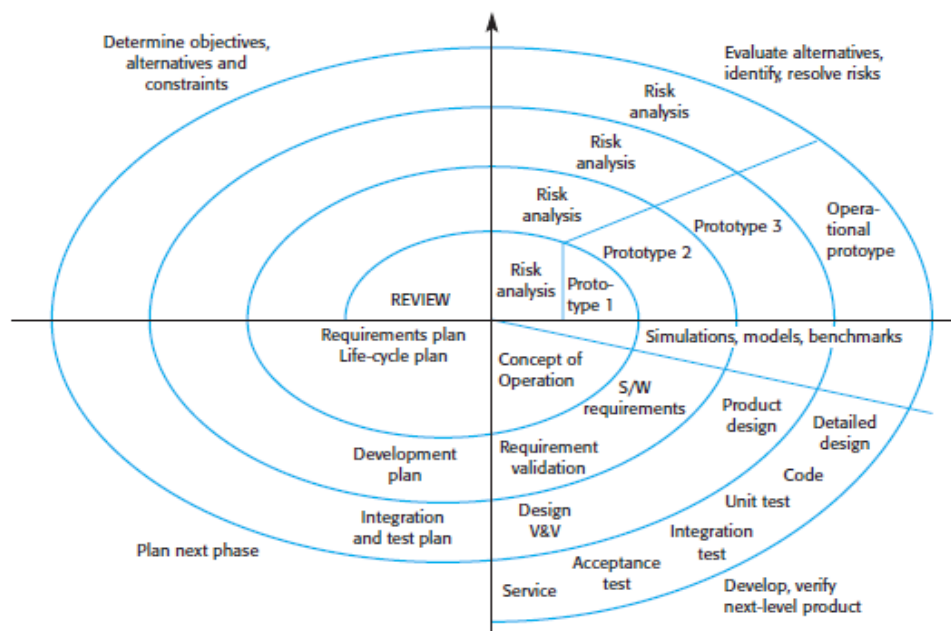 Determine objectives,
alternatives and
constraints
Evaluate alternatives,
identify, resolve risks
Risk
analysis
Risk
analysis
Risk
analysis
Risk
analysis
Proto-
type 1
Prototype 2
Prototype 3
Opera-
tional
protoype
REVIEW
Requirements plan
Life-cycle plan
Simulations, models, benchmarks
Concept of
Operation
S/W
requirements
Product
design
Detailed
design
Development
plan
Requirement
validation
Code
Unit test
Integration
and test plan
Design
V&V
Integration
test
Acceptance
test
Service
Plan next phase
Develop, verify
next-level product